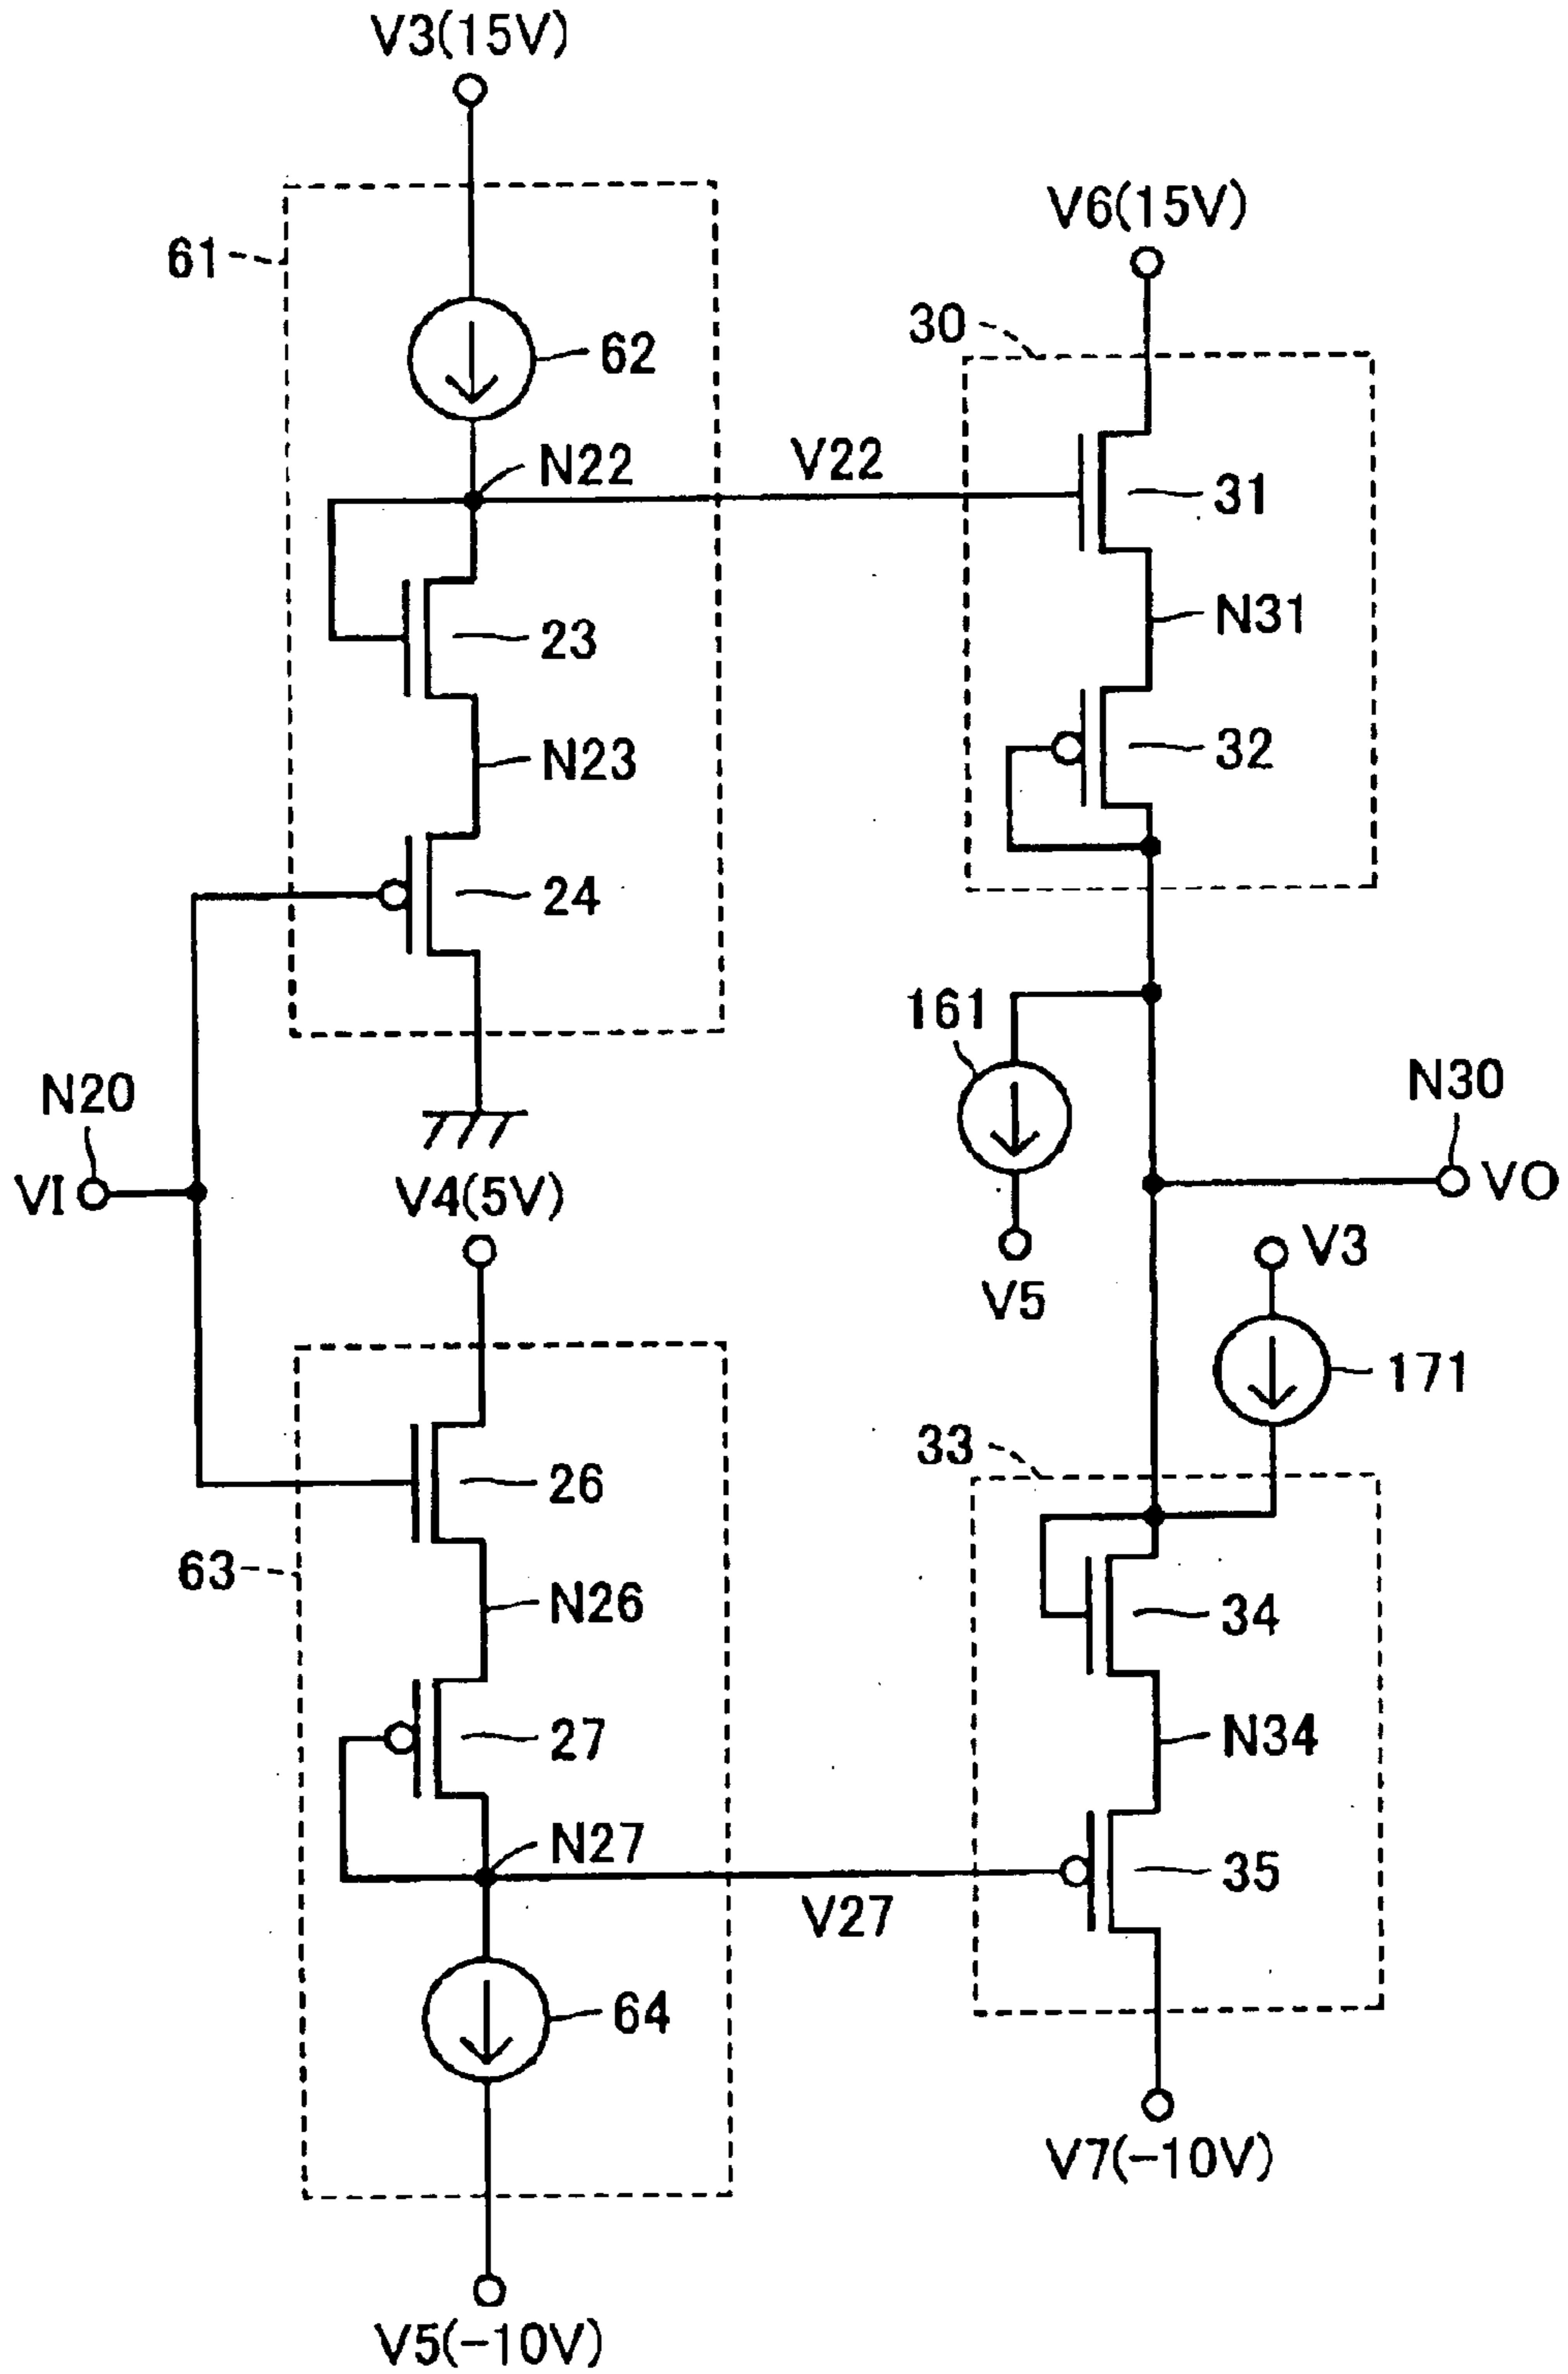 V3(15V)
V6(15V)
61
30
62
N22
V22
31
23
N31
N23
32
24
161
N20
N30
VI
V4(5V)
VO
V3
V5
171
33
26
63
N26
34
27
N34
N27
35
V27
64
V7(-10V)
V5(-10V)